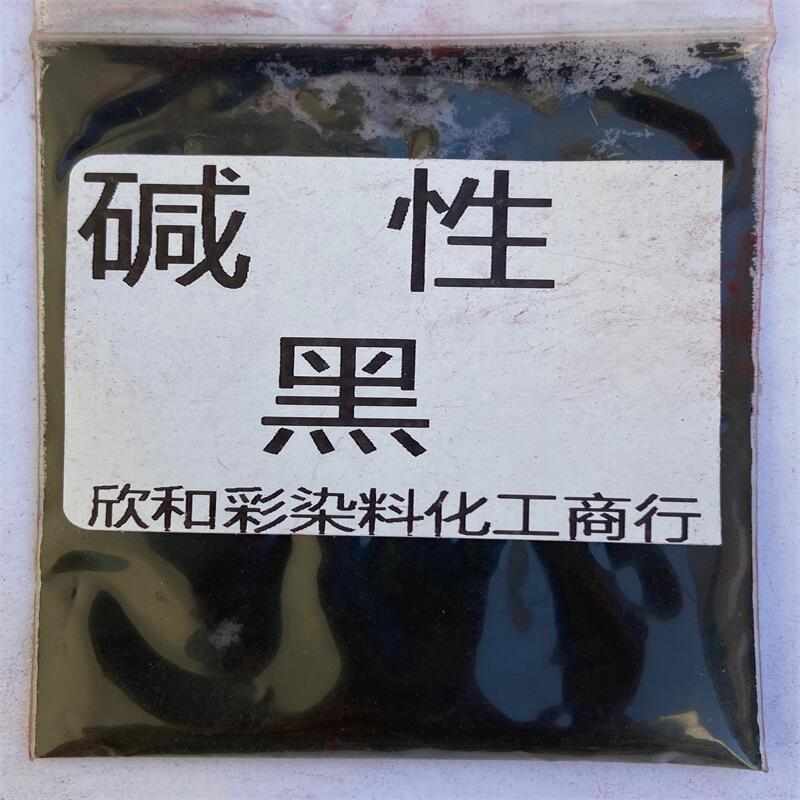 碱 性
黑
欣和彩染料化工商行